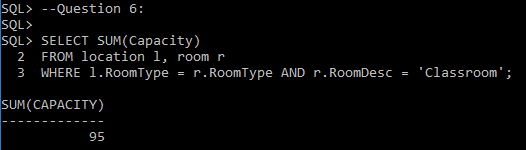 SQL> --Question 6:
SQL>
SQL> SELECT SUM(Capacity)
  2  FROM location l, room r
  3  WHERE l.RoomType = r.RoomType AND r.RoomDesc = 'Classroom';
SUM(CAPACITY)
-------------
           95